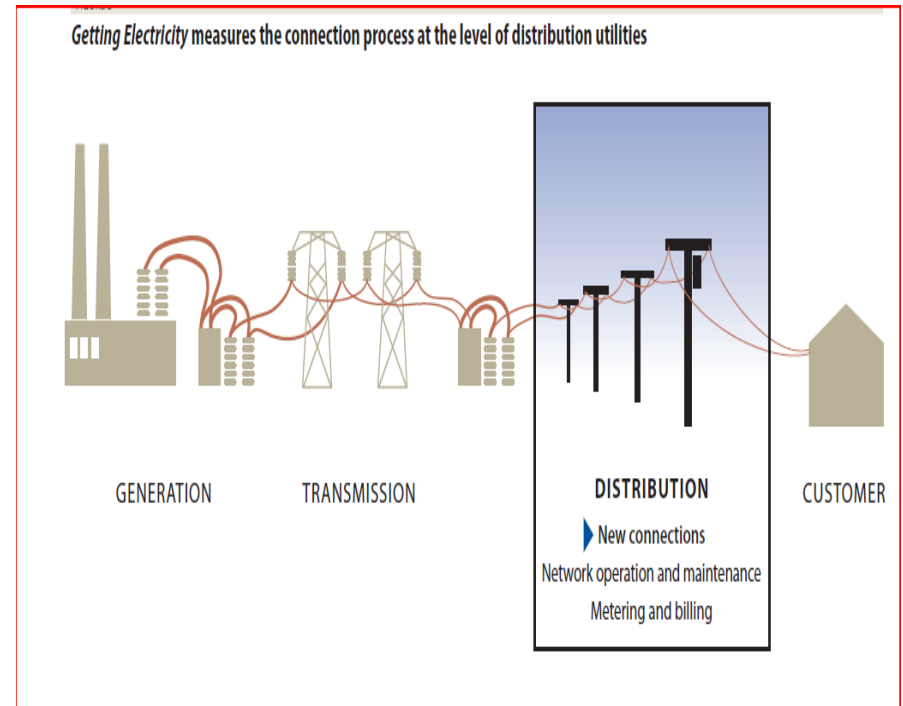 Getting Electricity measures the connection process at the level of distribution utilities
GENERATION
TRANSMISSION
DISTRIBUTION
CUSTOMER
New connections
Network operation and maintenance
Metering and billing